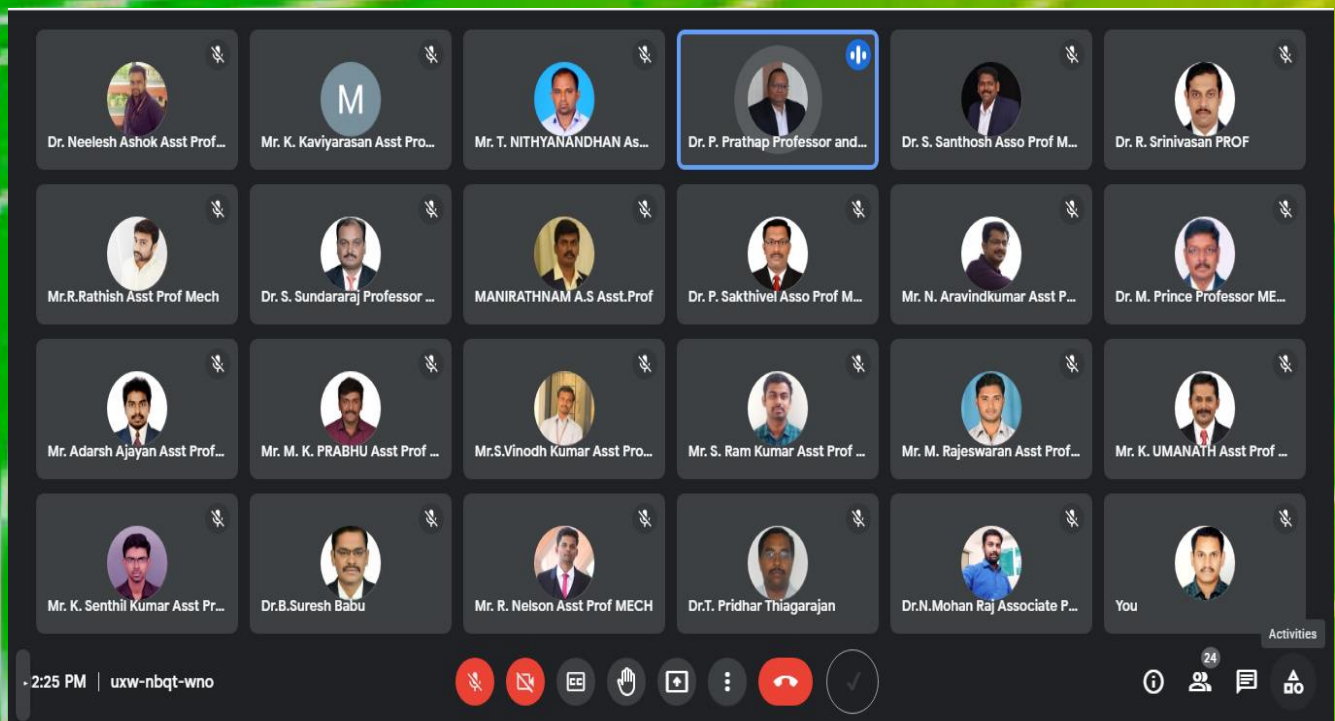 Dr. Neelesh Ashok Asst Prof...
M
Mr. K. Kaviyarasan Asst Pro...
Mr. T. NITHYANANDHAN As...
Dr. P. Prathap Professor and...
Dr. S. Santhosh Asso Prof M...
Dr. R. Srinivasan PROF
Mr.R.Rathish Asst Prof Mech
Dr. S. Sundararaj Professor ...
MANIRATHNAM A.S Asst.Prof
Dr. P. Sakthivel Asso Prof M...
Mr. N. Aravindkumar Asst P...
Dr. M. Prince Professor ME...
Mr. Adarsh Ajayan Asst Prof...
Mr. M. K. PRABHU Asst Prof ...
Mr.S.Vinodh Kumar Asst Pro...
Mr. S. Ram Kumar Asst Prof ...
Mr. M. Rajeswaran Asst Prof...
Mr. K. UMANATH Asst Prof ...
Mr. K. Senthil Kumar Asst Pr...
Dr.B.Suresh Babu
Mr. R. Nelson Asst Prof MECH
Dr.T. Pridhar Thiagarajan
Dr.N.Mohan Raj Associate P...
You
Activities
2:25 PM | uxw-nbqt-wno
CC
24